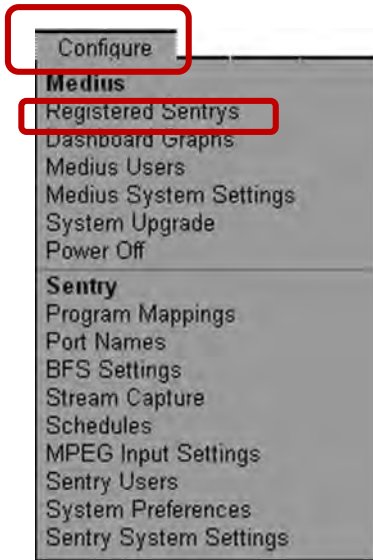 Configure
Medius
Registered Sentrys
Dashboard Graphs
Medius Users
Medius System Settings
System Upgrade
Power Off
Sentry
Program Mappings
Port Names
BFS Settings
Stream Capture
Schedules
MPEG Input Settings
Sentry Users
System Preferences
Sentry System Settings